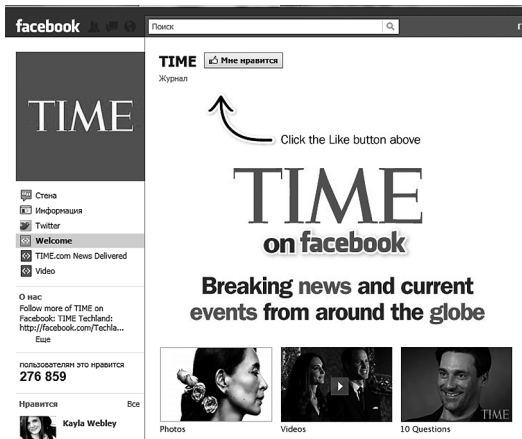 facebook
Поиск
TIME
Мне нравится
Журнал
Click the Like button above
TIME
TIME
on facebook
Стена
Информация
Twitter
Welcome
TIME.com News Delivered
Video
Breaking news and current
events from around the globe
О нас
Follow more of TIME on
Facebook: TIME Techland:
http://facebook.com/Techla...
Еще
пользователям это нравится
276 859
Нравится
Все
Kayla Webley
TIME
Photos
Videos
10 Questions